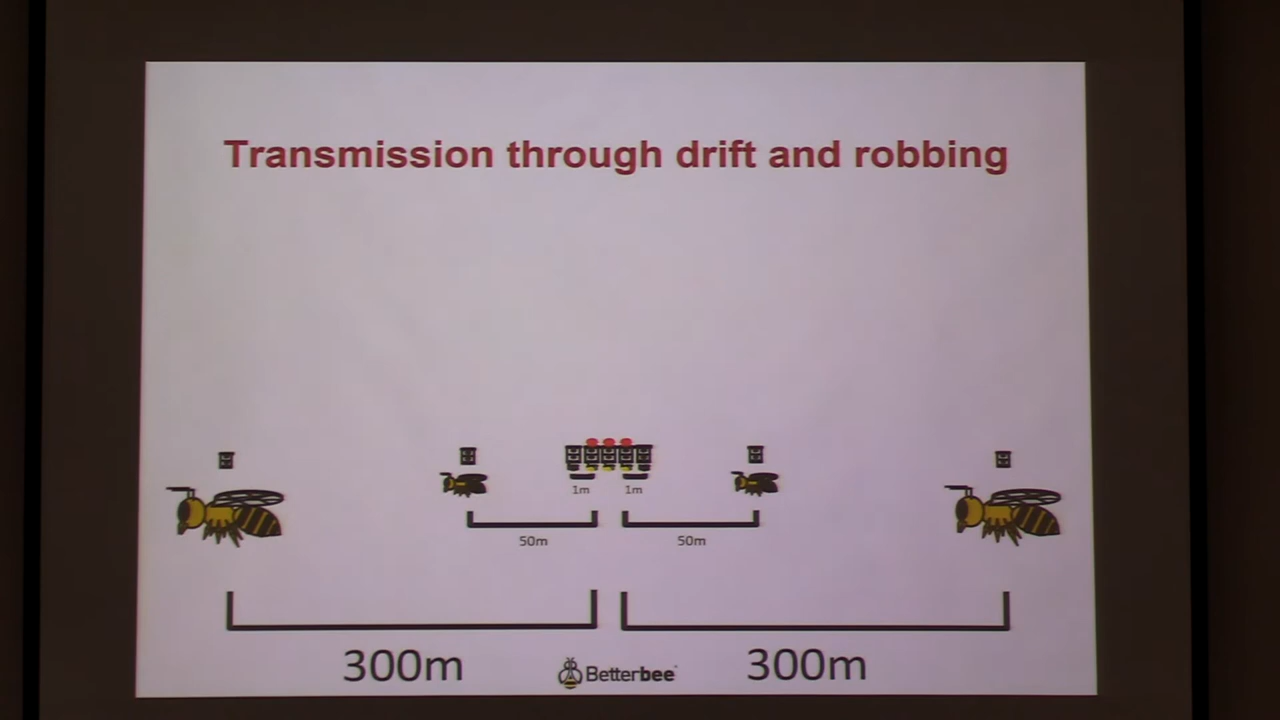 Transmission through drift and robbing
1m 1m
50m 50m
300m 300m
Betterbee